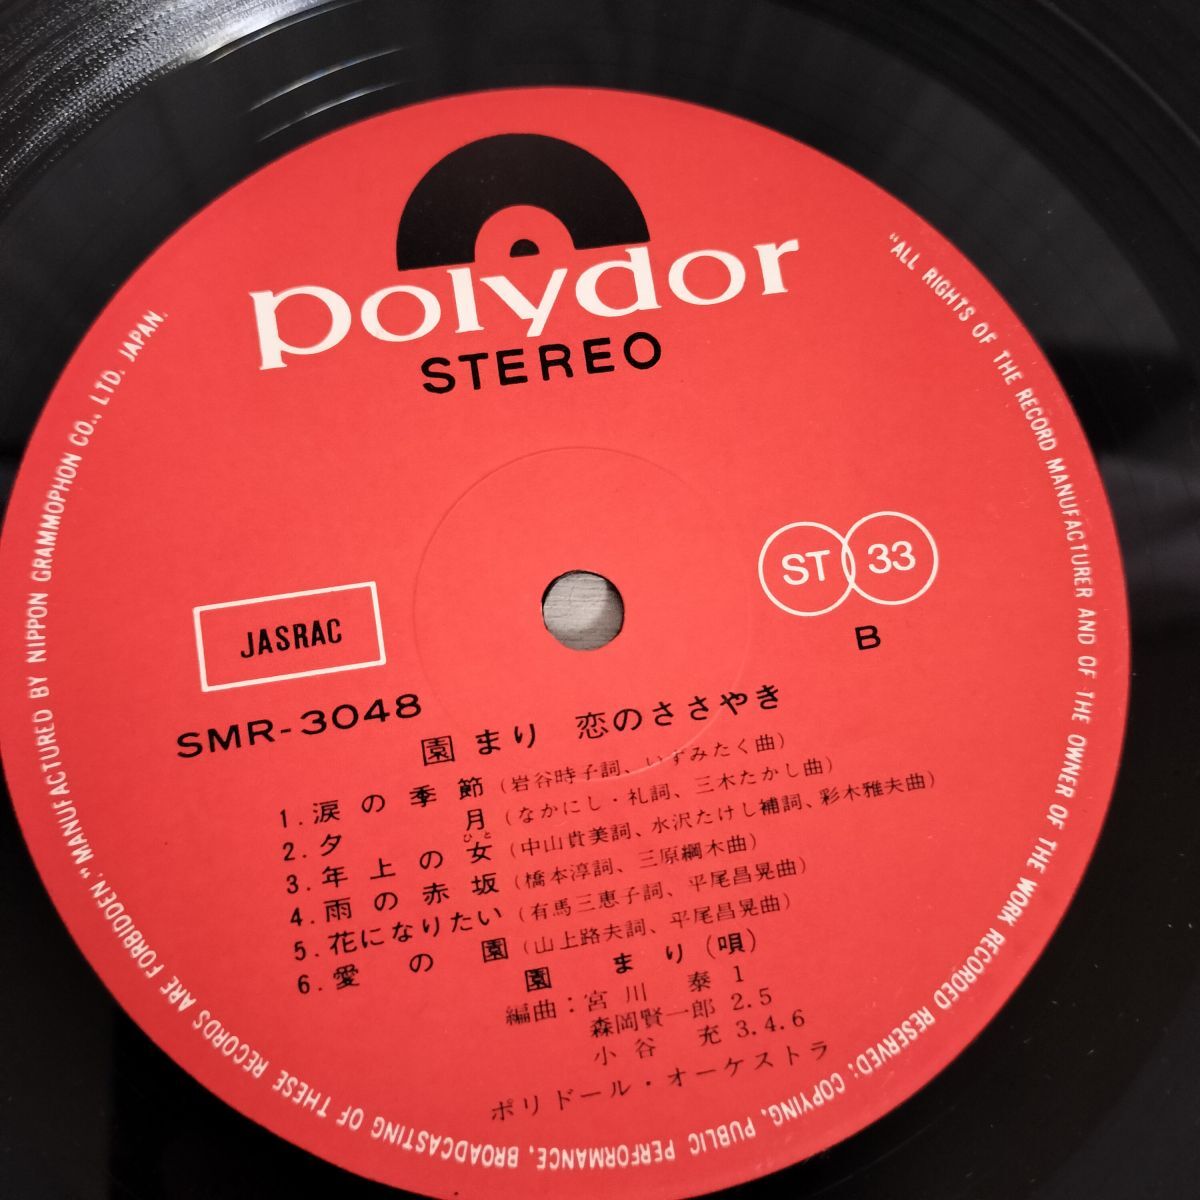 polydor
STEREO
ST 33
B
JASRAC
SMR-3048
園まり 恋のささやき
1.涙の季節(岩谷時子詞、いずみたく曲)
2.夕月(なかにし・礼詞、三木たかし曲)
ひと
3.年上の女(中山貴美詞、水沢たけし補詞、彩木雅夫曲)
4.雨の赤坂(橋本淳詞、三原綱木曲)
5.花になりたい(有馬三恵子詞、平尾昌晃曲)
6.愛の園(山上路夫詞、平尾昌晃曲)
園まり(唄)
編曲:宮川泰 1
森岡賢一郎 2.5
小谷充 3.4.6
ポリドール・オーケストラ
"ALL RIGHTS OF THE RECORD MANUFACTURER AND OF THE OWNER OF THE WORK RECORDED RESERVED: COPYING, PUBLIC PERFORMANCE, BROADCASTING OF THESE RECORDS ARE FORBIDDEN." MANUFACTURED BY NIPPON GRAMMOPHON CO., LTD. JAPAN.